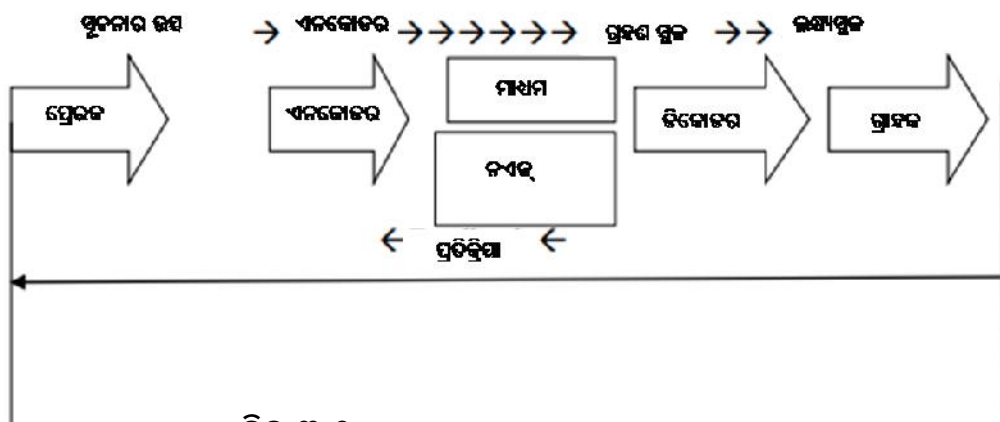 ସୂଚନାର ଉତ୍ସ → ଏନକୋଡର →→→→→→ ଗ୍ରହଣ ସ୍ଥଳ →→ ଲକ୍ଷ୍ୟସ୍ଥଳ
ପ୍ରେରକ ଏନକୋଡର ମାଧ୍ୟମ ଡିକୋଡର ଗ୍ରାହକ
ନଏଜ୍
← ପ୍ରତିକ୍ରିୟା ←